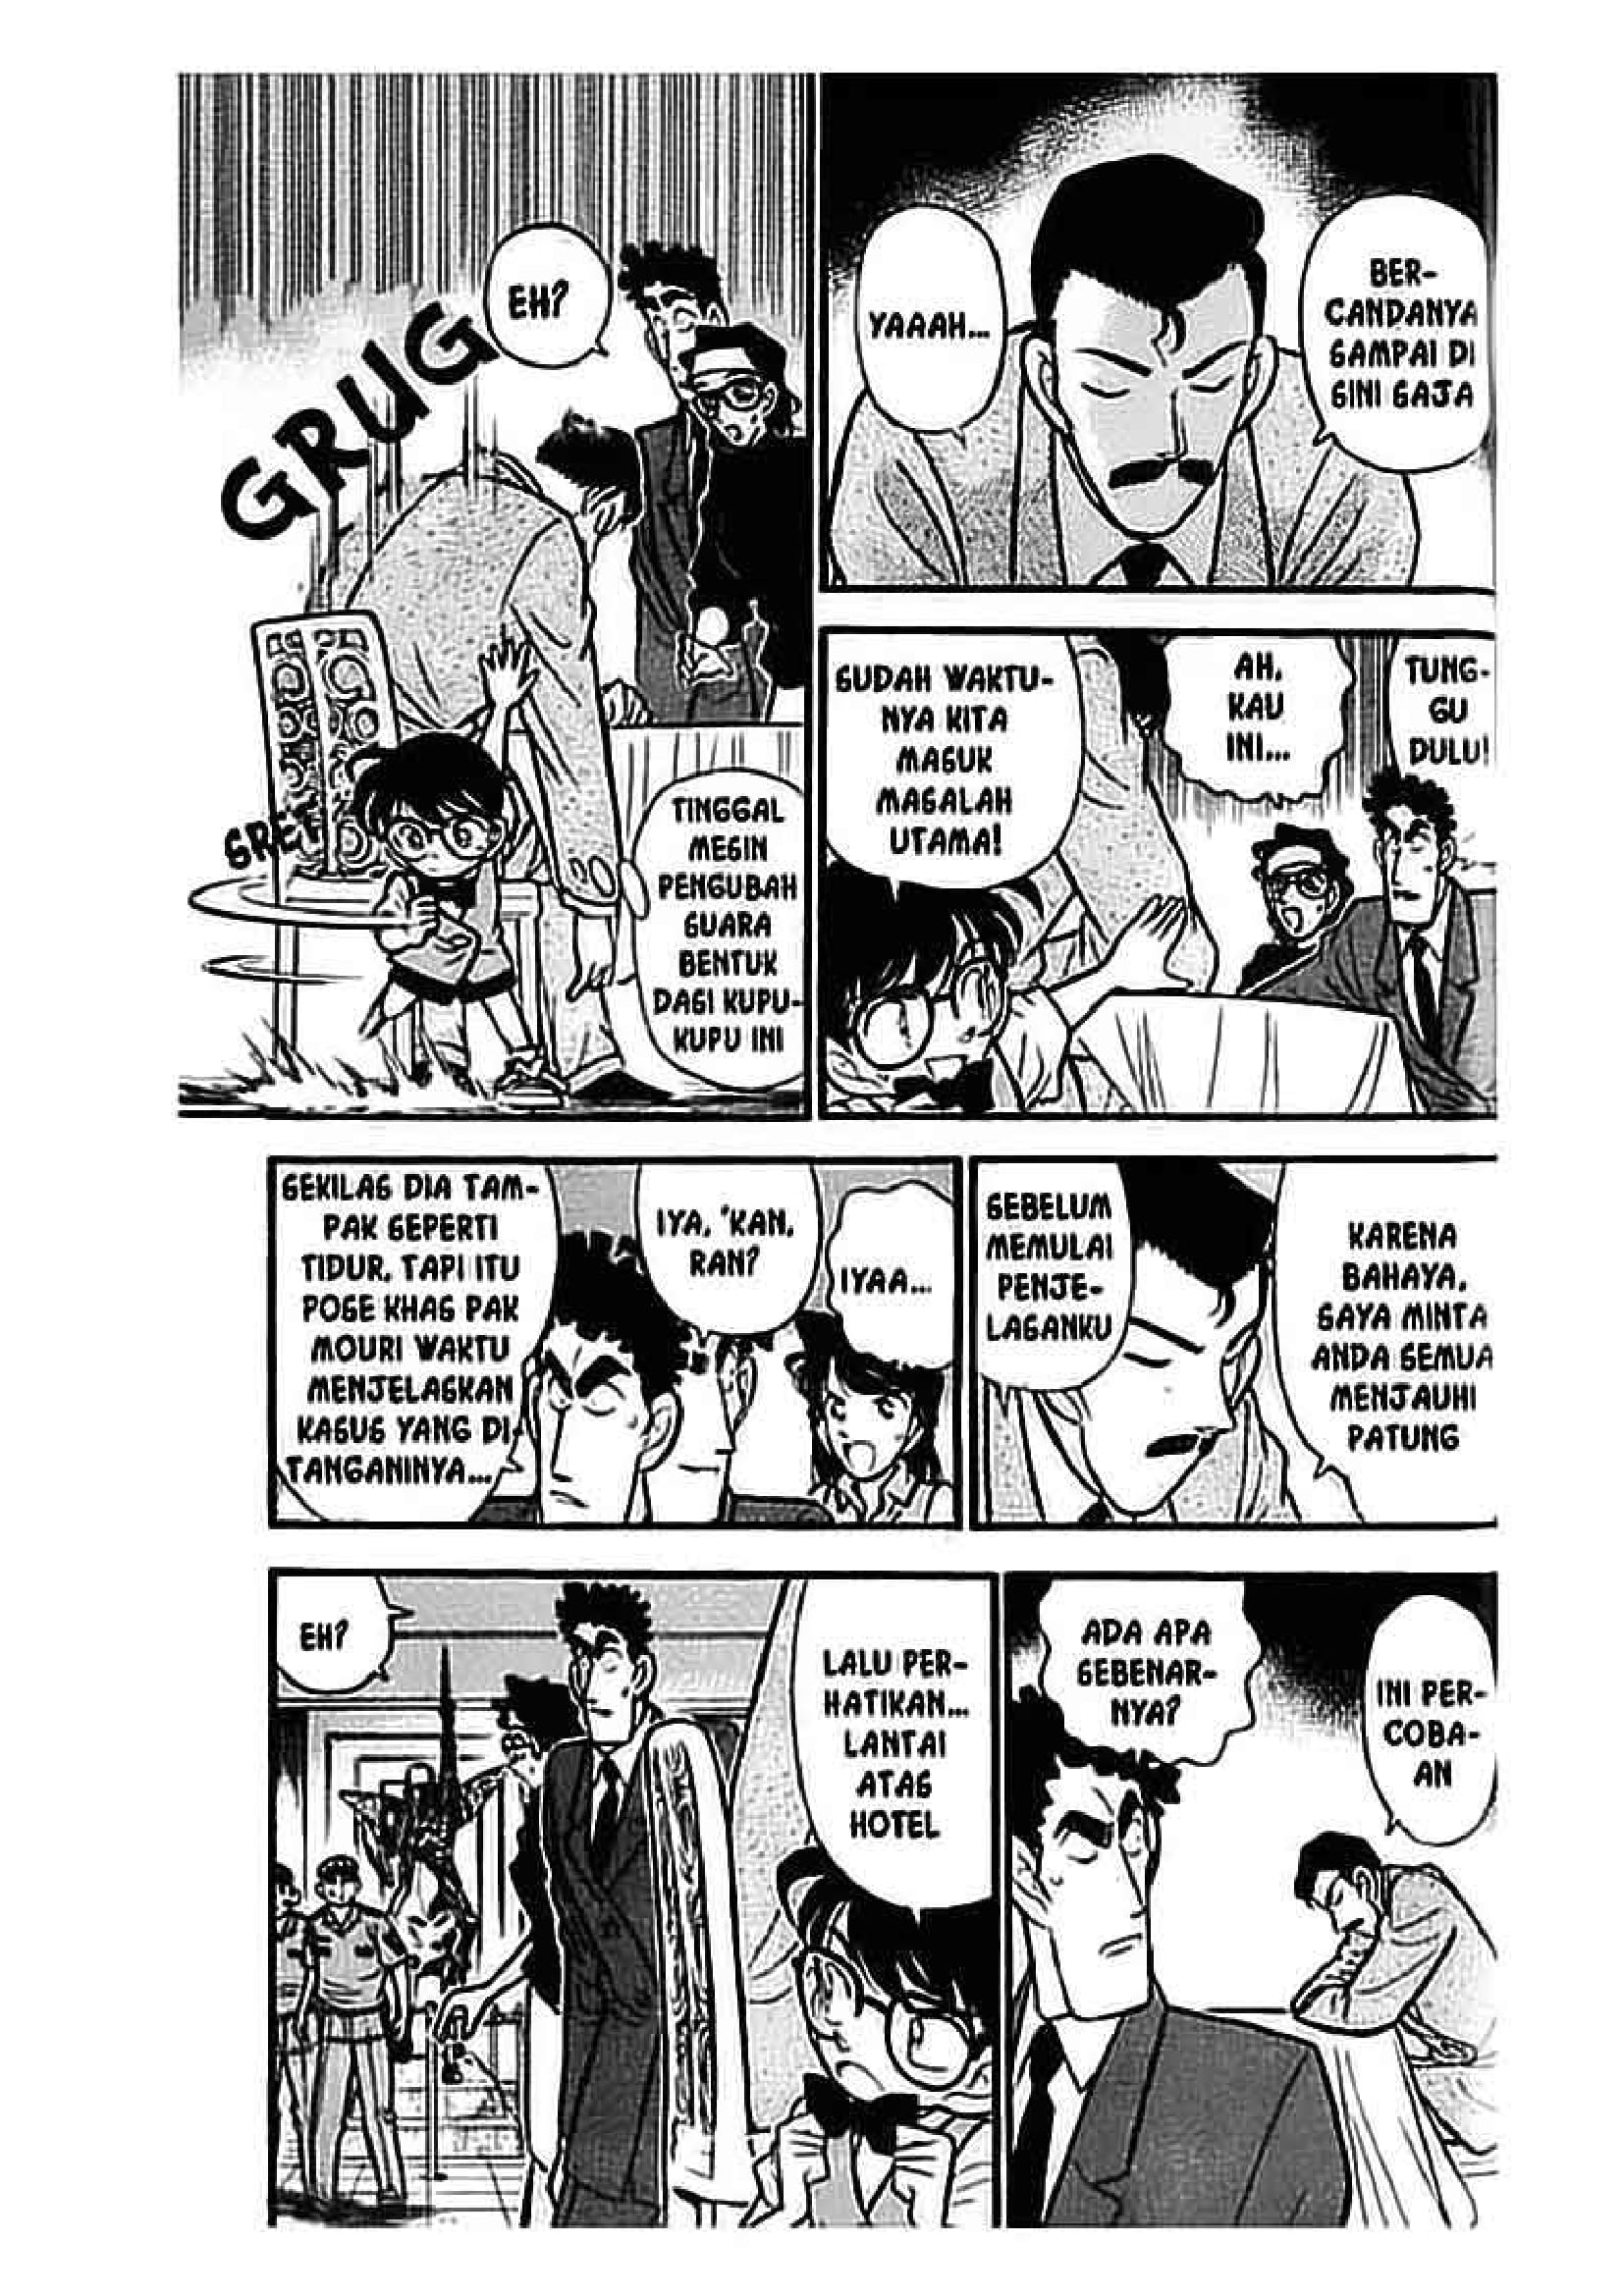 BER-
CANDANYA
SAMPAI DI
SINI SAJA
YAAAH...
TUNG-
GU
DULU!
AH,
KAU
INI...
SUDAH WAKTU-
NYA KITA
MASUK
MASALAH
UTAMA!
EH?
GRUG
SRET
TINGGAL
MESIN
PENGUBAH
SUARA
BENTUK
DASI KUPU-
KUPU INI
KARENA
BAHAYA,
SAYA MINTA
ANDA SEMUA
MENJAUHI
PATUNG
SEBELUM
MEMULAI
PENJE-
LASANKU
IYAA...
IYA, 'KAN,
RAN?
SEKILAS DIA TAM-
PAK SEPERTI
TIDUR, TAPI ITU
POSE KHAS PAK
MOURI WAKTU
MENJELASKAN
KASUS YANG DI-
TANGANINYA...
INI PER-
COBA-
AN
ADA APA
SEBENAR-
NYA?
LALU PER-
HATIKAN...
LANTAI
ATAS
HOTEL
EH?